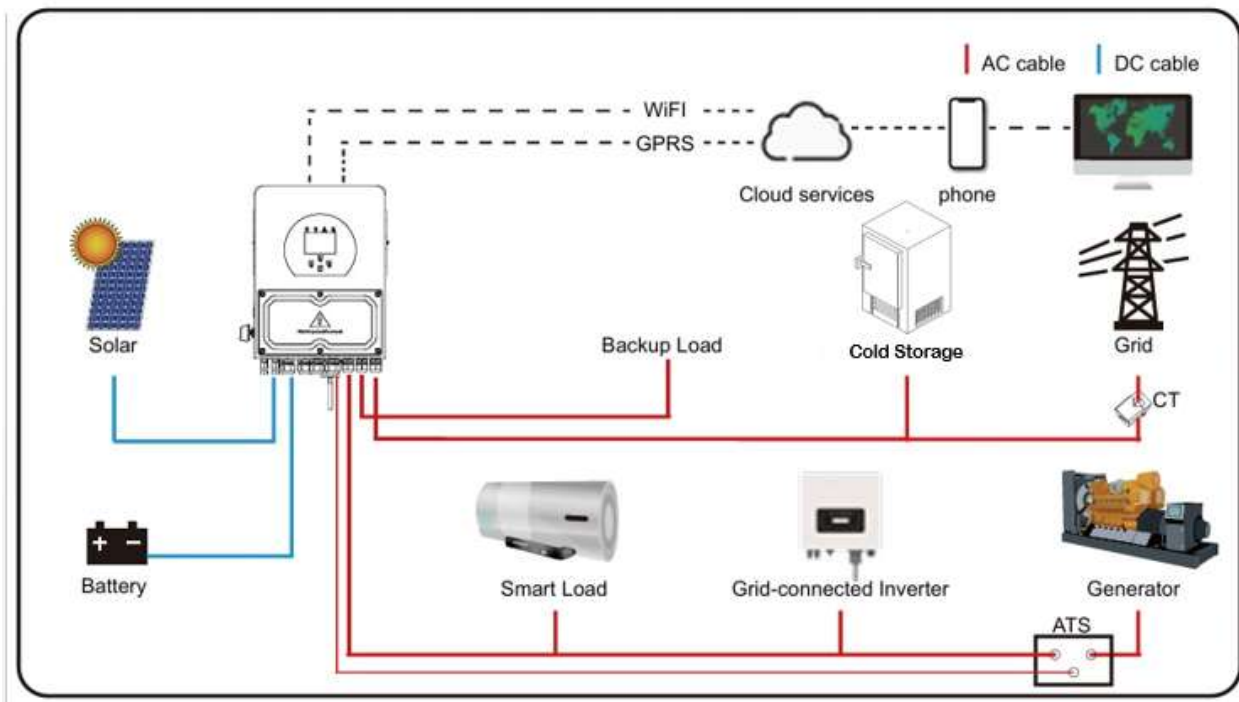 AC cable
DC cable
WiFI
GPRS
Cloud services
phone
Solar
Backup Load
Cold Storage
Grid
CT
Battery
Smart Load
Grid-connected Inverter
Generator
ATS